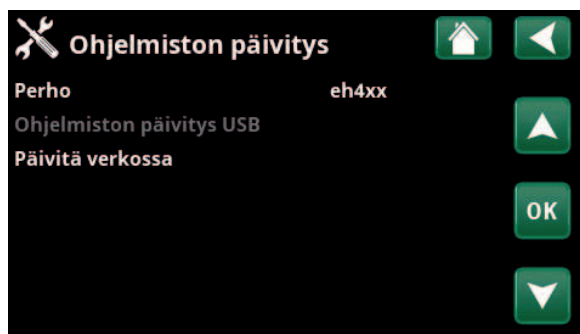 Ohjelmiston päivitys
Perho eh4xx
Ohjelmiston päivitys USB
Päivitä verkossa
OK